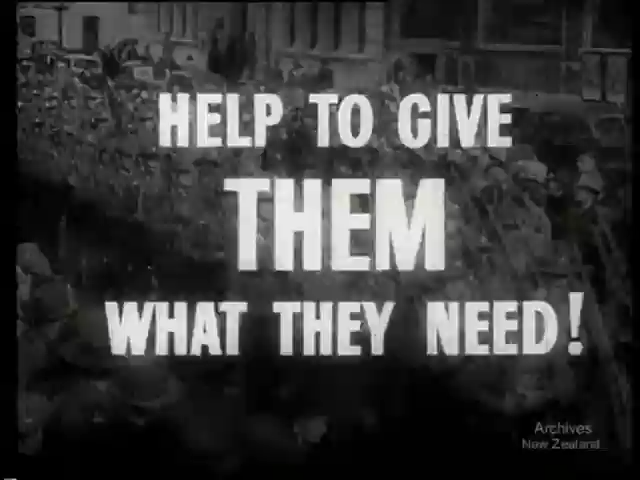 HELP TO GIVE
THEM
WHAT THEY NEED!
Archives
New Zealand